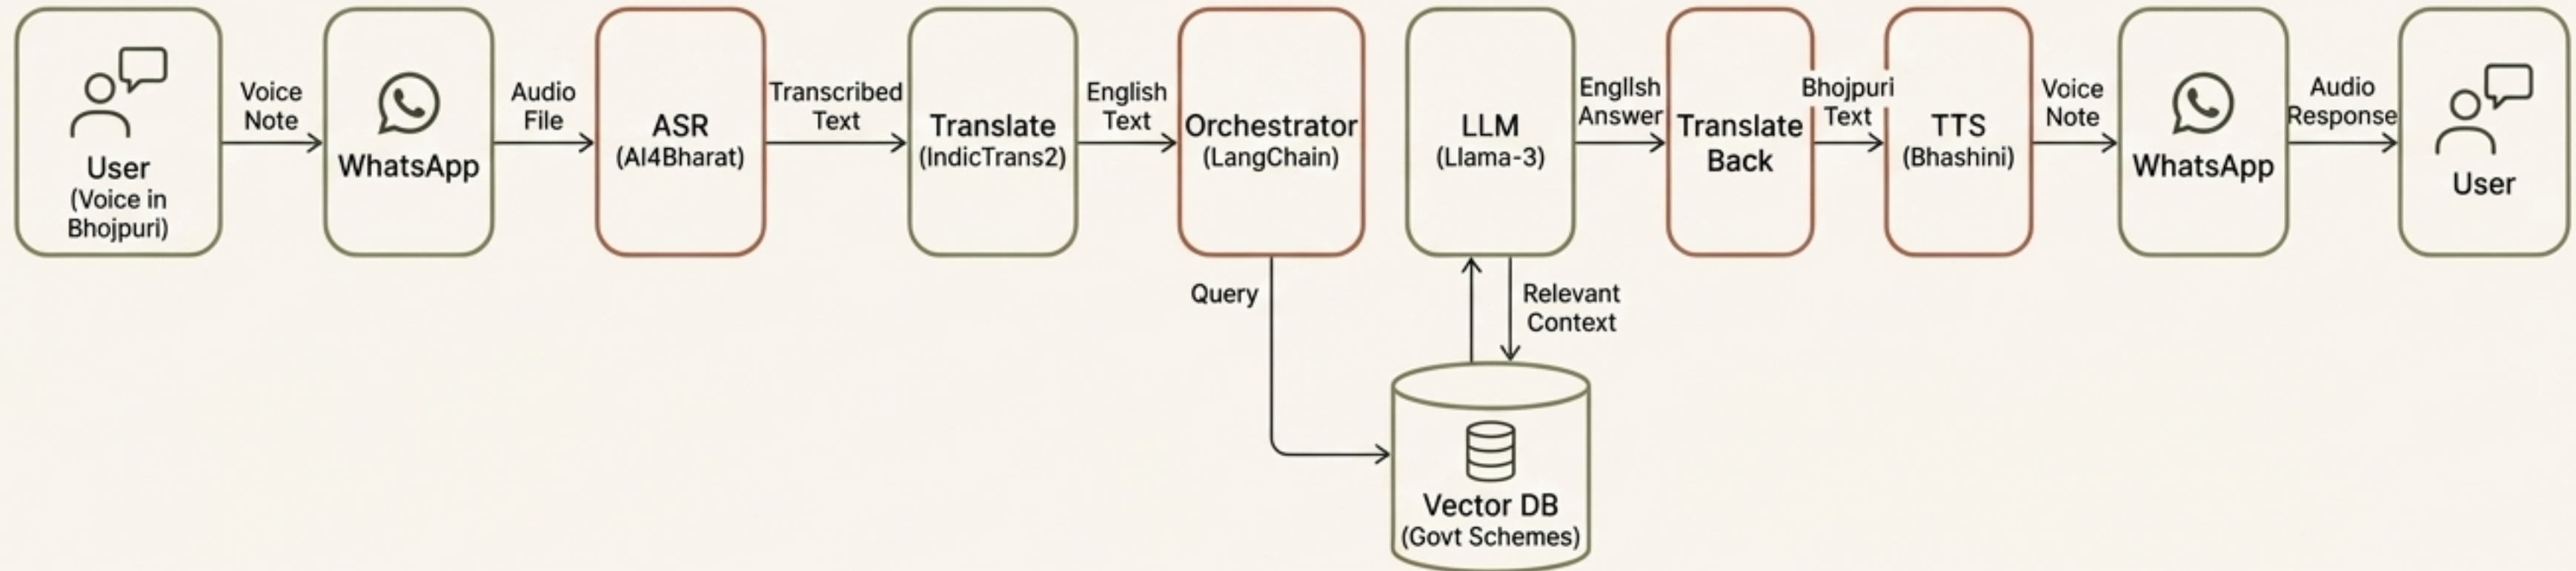 User
(Voice in
Bhojpuri)
Voice
Note
WhatsApp
Audio
File
ASR
(AI4Bharat)
Transcribed
Text
Translate
(IndicTrans2)
English
Text
Orchestrator
(LangChain)
Query
LLM
(Llama-3)
Relevant
Context
Vector DB
(Govt Schemes)
English
Answer
Translate
Back
Bhojpuri
Text
TTS
(Bhashini)
Voice
Note
WhatsApp
Audio
Response
User